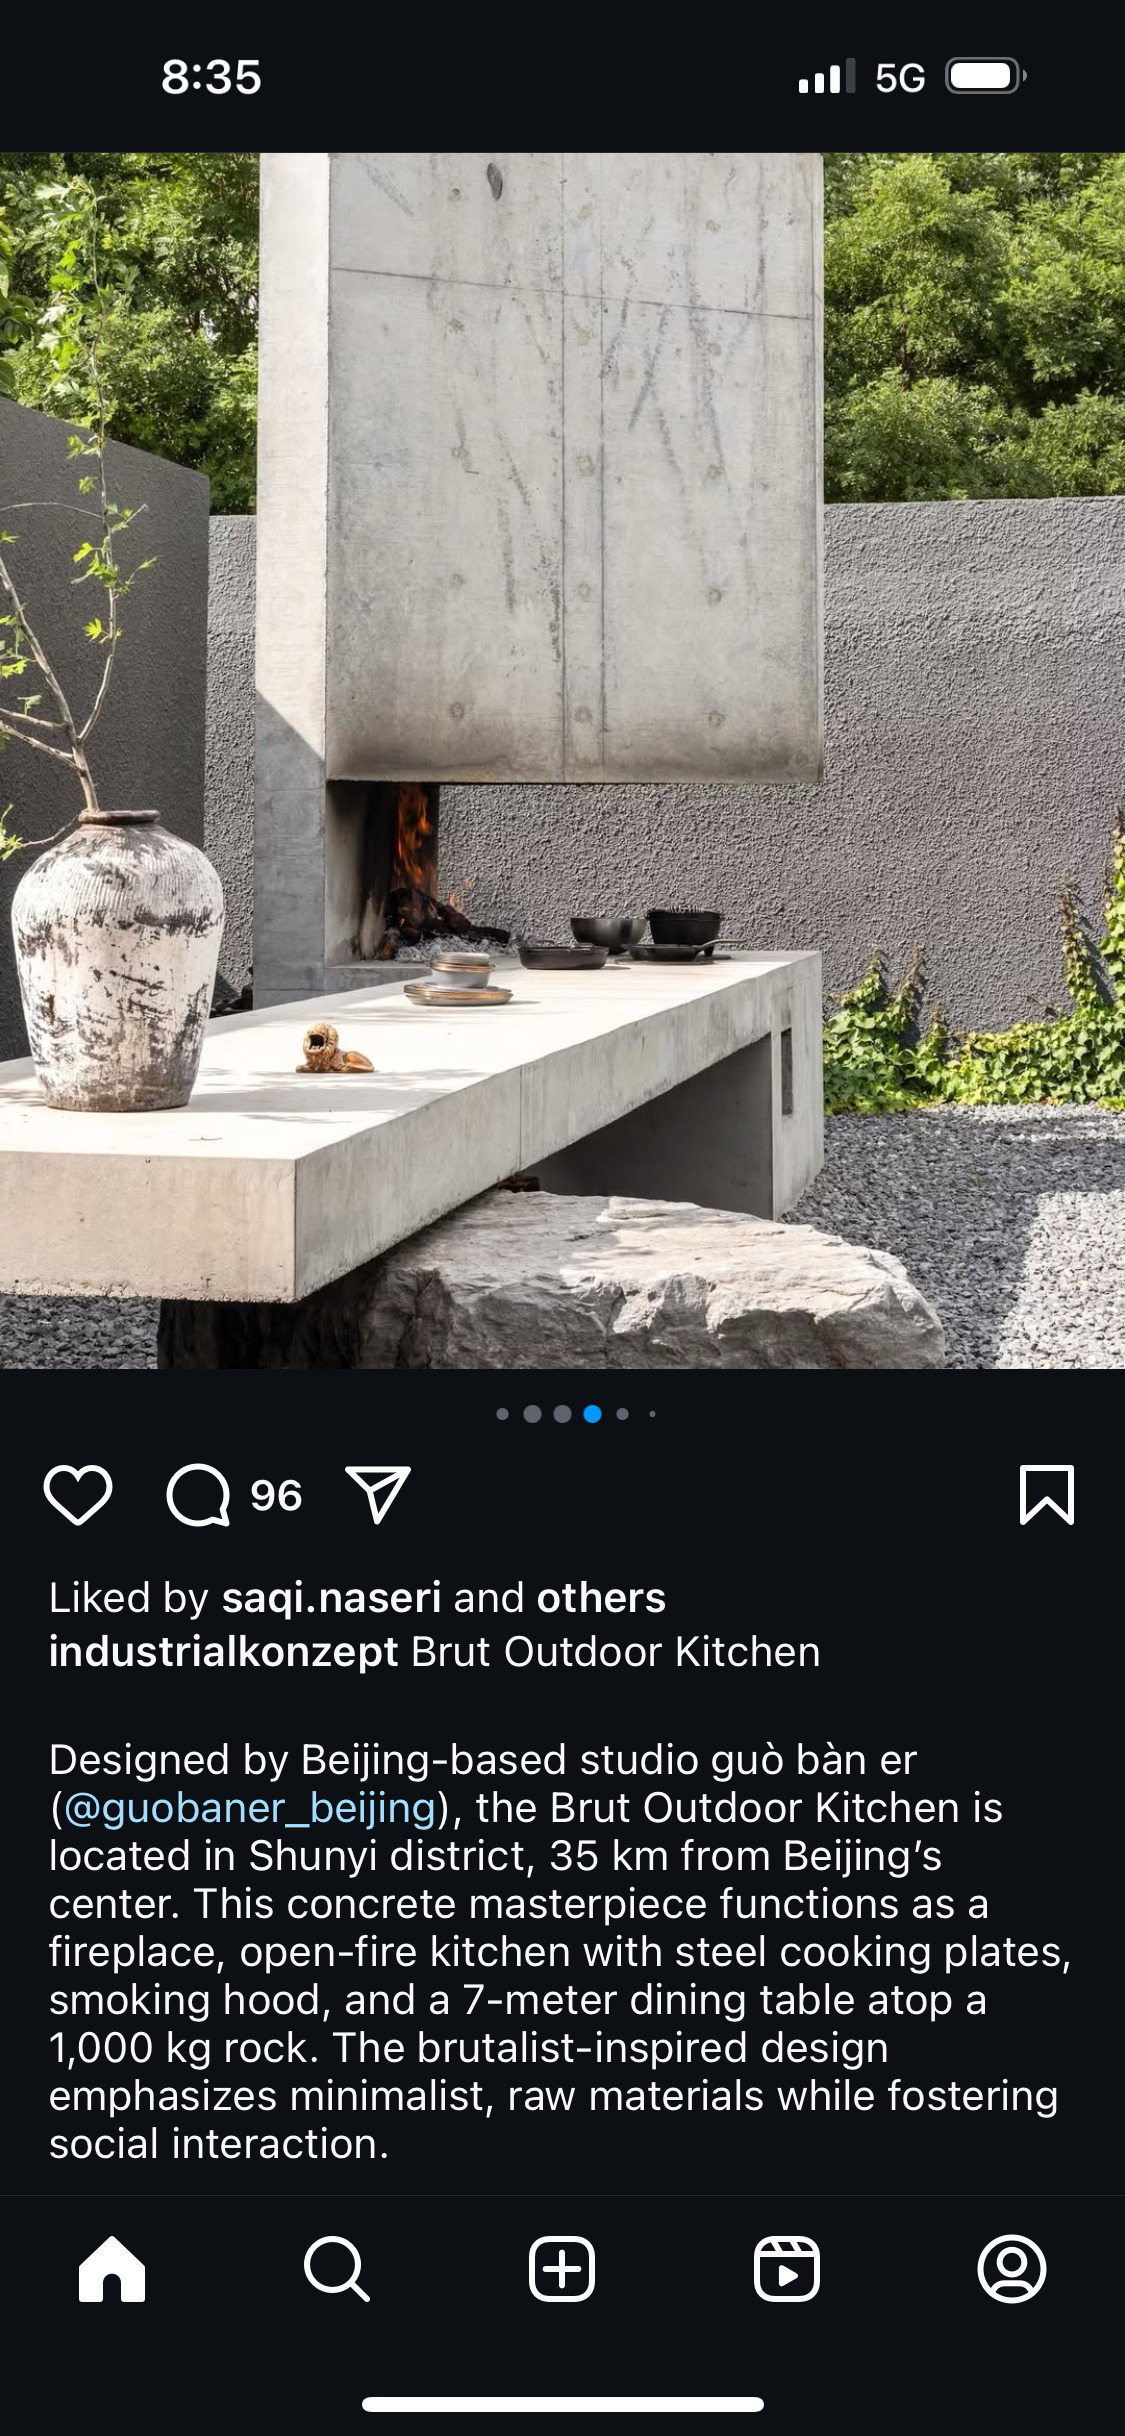 8:35
5G
96
Liked by saqi.naseri and others
industrialkonzept Brut Outdoor Kitchen
Designed by Beijing-based studio guò bàn er
(@guobaner_beijing), the Brut Outdoor Kitchen is
located in Shunyi district, 35 km from Beijing’s
center. This concrete masterpiece functions as a
fireplace, open-fire kitchen with steel cooking plates,
smoking hood, and a 7-meter dining table atop a
1,000 kg rock. The brutalist-inspired design
emphasizes minimalist, raw materials while fostering
social interaction.